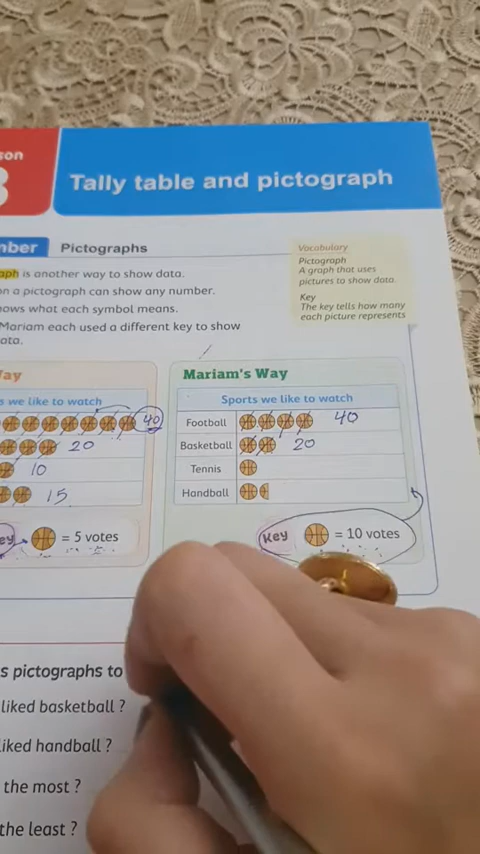 son
3
Tally table and pictograph
mber Pictographs
aph is another way to show data.
on a pictograph can show any number.
hows what each symbol means.
Mariam each used a different key to show
ata.
Vocabulary
Pictograph
A graph that uses
pictures to show data.
Key
The key tells how many
each picture represents
Way
s we like to watch
40
20
10
15
ey = 5 votes
Mariam's Way
Sports we like to watch
Football 40
Basketball 20
Tennis
Handball
Key = 10 votes
s pictographs to
liked basketball ?
liked handball ?
the most ?
the least ?